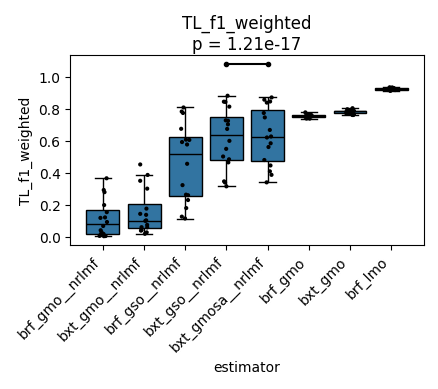 TL_f1_weighted
p = 1.21e-17
TL_f1_weighted
1.0
0.8
0.6
0.4
0.2
0.0
brf_gmo__nrlmf
bxt_gmo__nrlmf
brf_gso__nrlmf
bxt_gso__nrlmf
bxt_gmosa__nrlmf
brf_gmo
bxt_gmo
brf_lmo
estimator